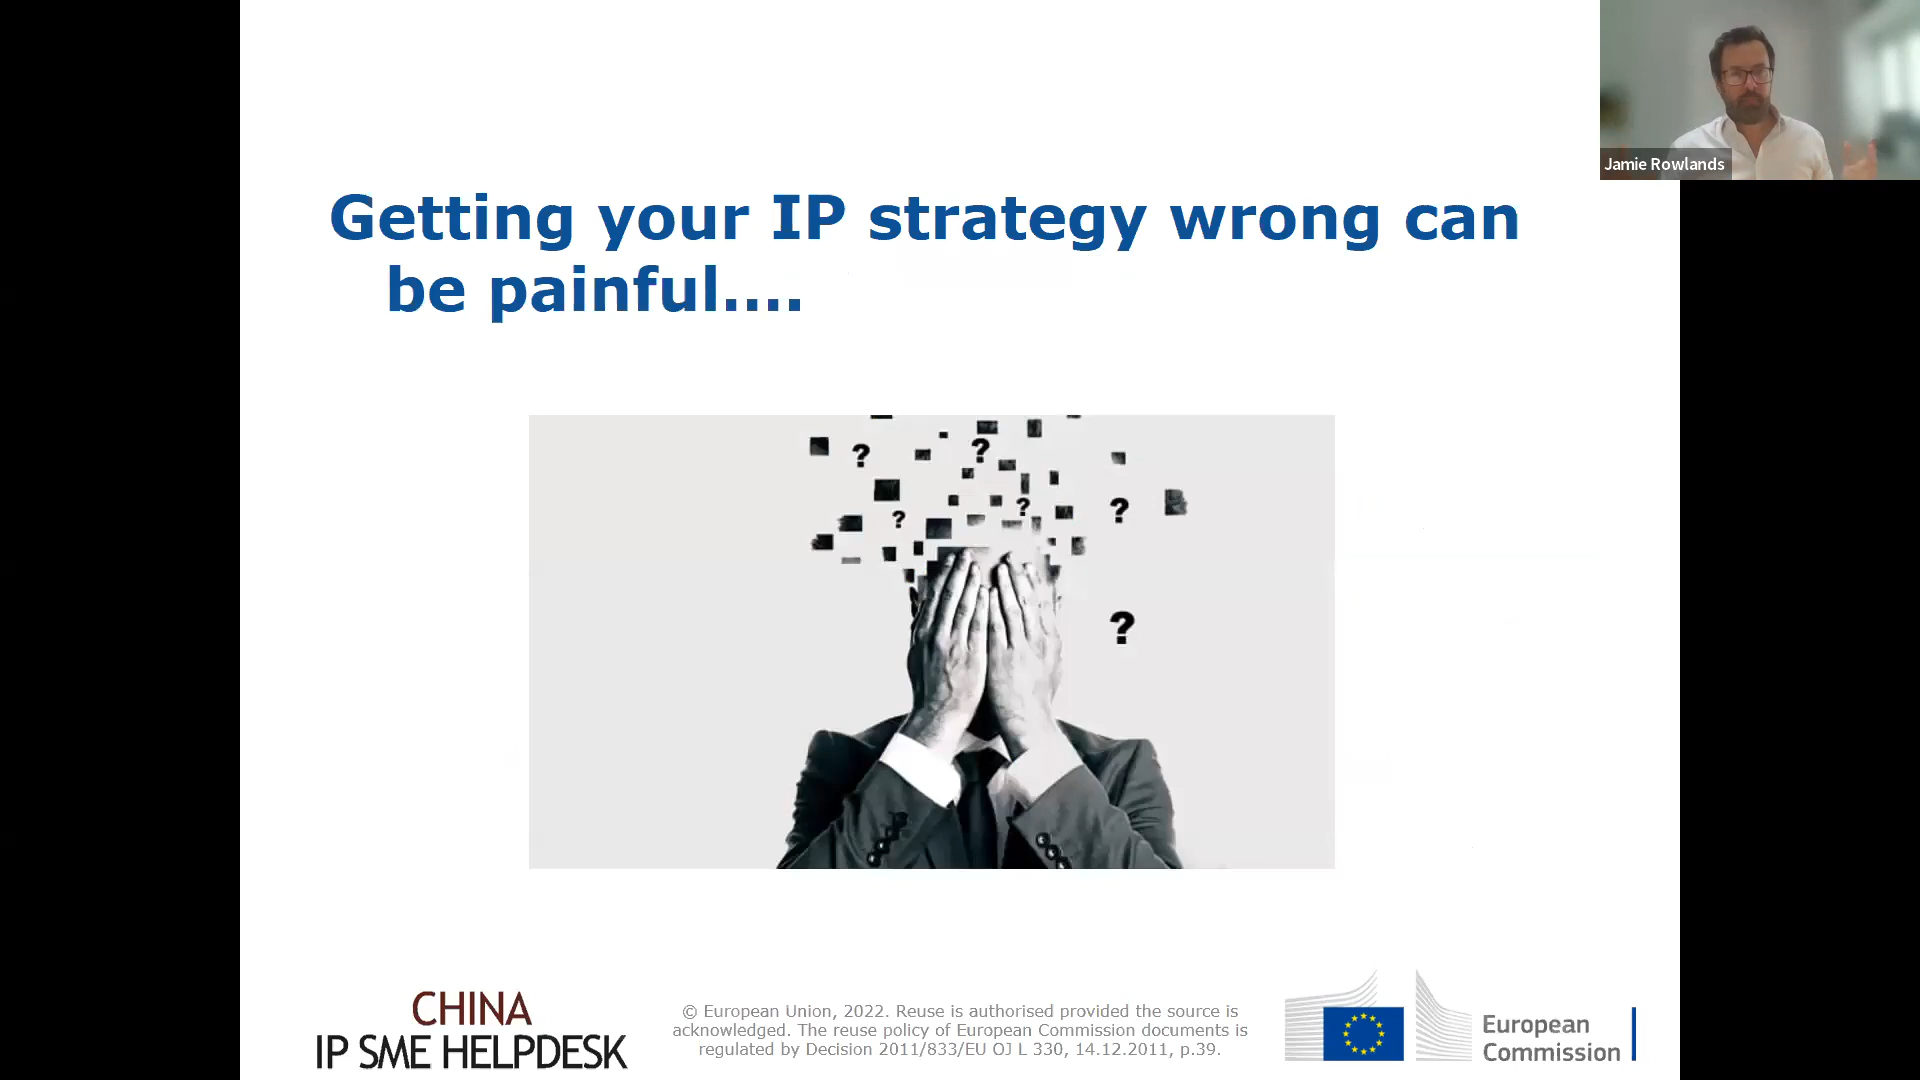 Jamie Rowlands
Getting your IP strategy wrong can
be painful....
?
?
?
?
?
?
CHINA
IP SME HELPDESK
© European Union, 2022. Reuse is authorised provided the source is
acknowledged. The reuse policy of European Commission documents is
regulated by Decision 2011/833/EU OJ L 330, 14.12.2011, p.39.
European
Commission